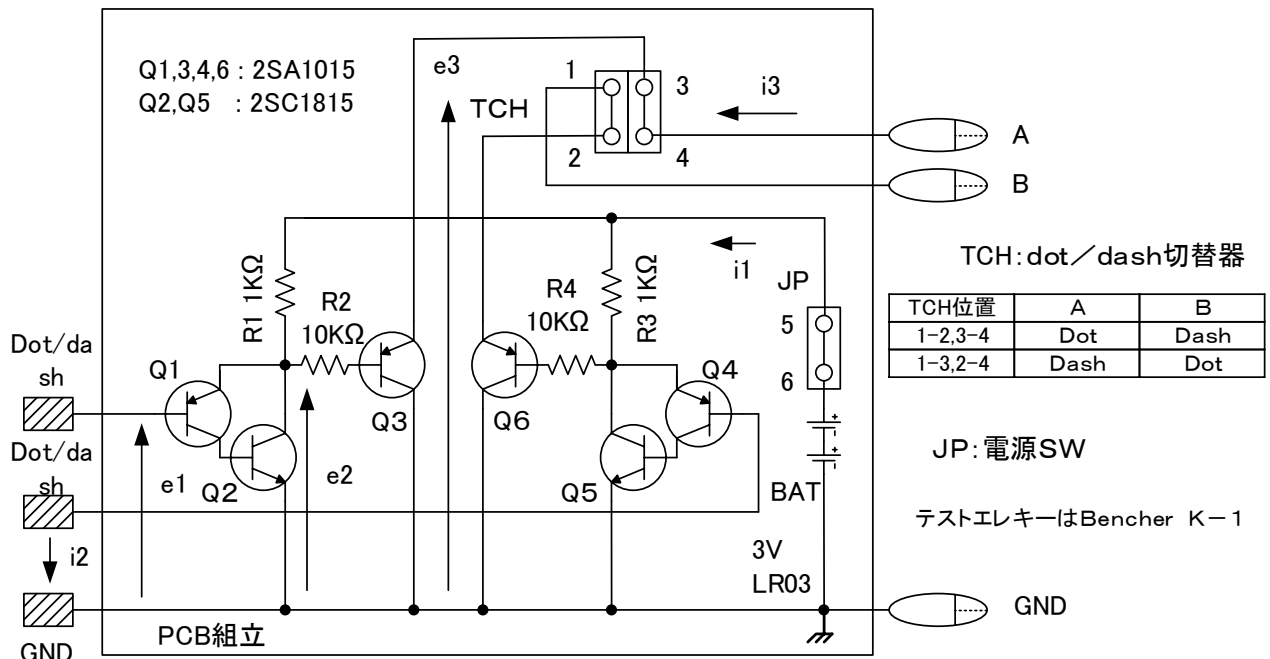 Q1,3,4,6 : 2SA1015
Q2,Q5 : 2SC1815
e3
TCH
1
3
2
4
i3
A
B
i1
JP
5
6
R1 1KΩ
R2
10KΩ
R4
10KΩ
R3 1KΩ
TCH:dot／dash切替器
TCH位置 A B
1-2,3-4 Dot Dash
1-3,2-4 Dash Dot
Dot/da
sh
Q1
Q3
Q6
Q4
Dot/da
sh
e1
Q2
e2
Q5
BAT
JP:電源SW
テストエレキーはBencher K－1
i2
3V
LR03
GND
PCB組立
GND